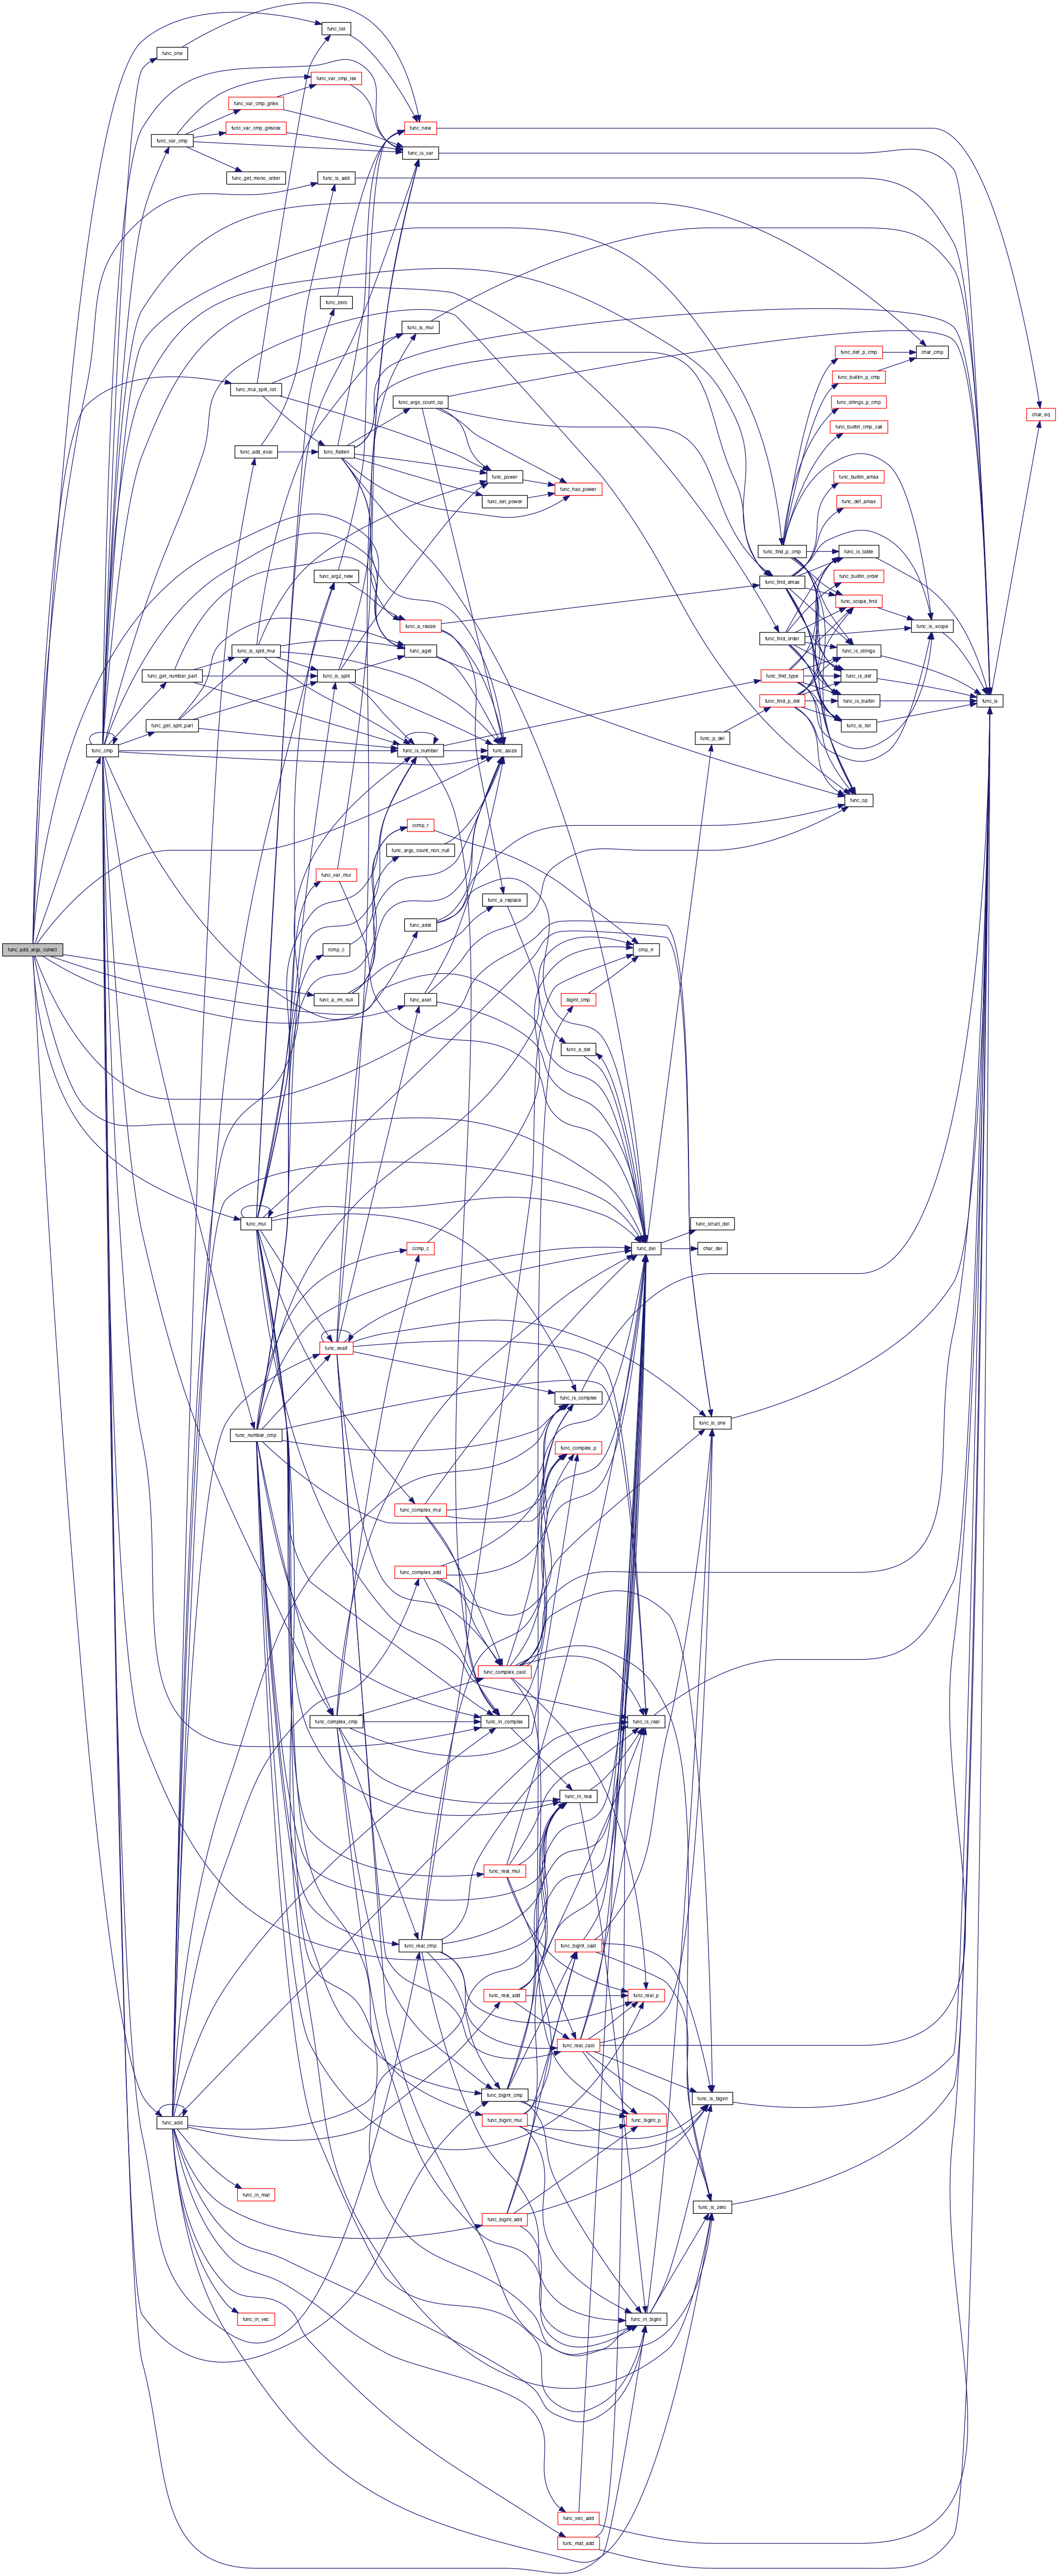 func_list
func_one
func_var_cmp_lex
func_var_cmp_grlex
func_new
func_var_cmp_grevlex
func_var_cmp
func_is_var
func_get_mono_order
func_is_add
func_zero
func_is_mul
func_def_p_cmp
char_cmp
func_builtin_p_cmp
func_mul_split_list
func_args_count_op
func_strings_p_cmp
char_eq
func_builtin_cmp_call
func_add_eval
func_flatten
func_power
func_builtin_amax
func_has_power
func_set_power
func_def_amax
func_find_p_cmp
func_is_table
func_arg2_new
func_builtin_order
func_find_amax
func_scope_find
func_a_resize
func_is_scope
func_find_order
func_is_split_mul
func_aget
func_is_strings
func_get_number_part
func_is_split
func_find_type
func_is_def
func_find_p_del
func_is_builtin
func_is
func_get_split_part
func_is_list
func_p_del
func_cmp
func_is_number
func_asize
func_op
ccmp_r
func_args_count_non_null
func_var_mul
func_a_replace
func_adel
func_add_args_collect
rcmp_c
cmp_rr
func_a_rm_null
func_aset
bigint_cmp
func_a_del
func_mul
func_struct_del
ccmp_c
func_del
char_del
func_evalf
func_is_complex
func_is_one
func_number_cmp
func_complex_p
func_complex_mul
func_complex_add
func_complex_cast
func_complex_cmp
func_in_complex
func_is_real
func_in_real
func_real_mul
func_real_cmp
func_bigint_cast
func_real_add
func_real_p
func_real_cast
func_bigint_cmp
func_is_bigint
func_add
func_bigint_mul
func_bigint_p
func_in_mat
func_is_zero
func_bigint_add
func_in_vec
func_in_bigint
func_vec_add
func_mat_add